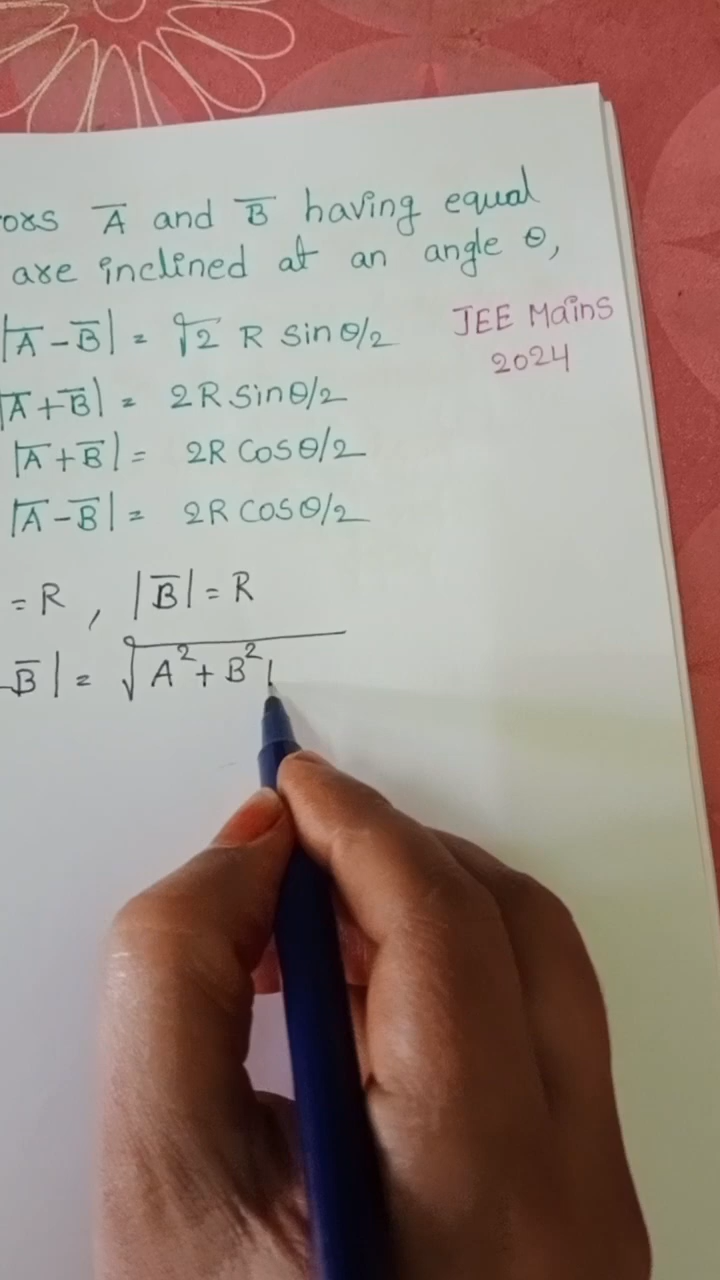 ors A̅ and B̅ having equal
are inclined at an angle θ,
|A̅ - B̅| = √2 R Sin θ/2
JEE Mains
2024
|A̅ + B̅| = 2R Sin θ/2
|A̅ + B̅| = 2R Cos θ/2
|A̅ - B̅| = 2R Cos θ/2
= R , |B̅| = R
-B̅| = √A² + B²